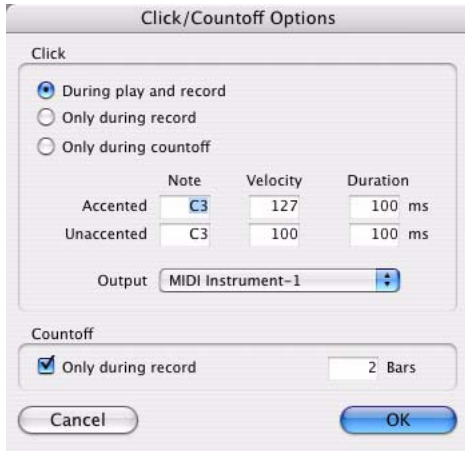 Click/Countoff Options
Click
During play and record
Only during record
Only during countoff
Note Velocity Duration
Accented C3 127 100 ms
Unaccented C3 100 100 ms
Output MIDI Instrument-1
Countoff
Only during record 2 Bars
Cancel OK